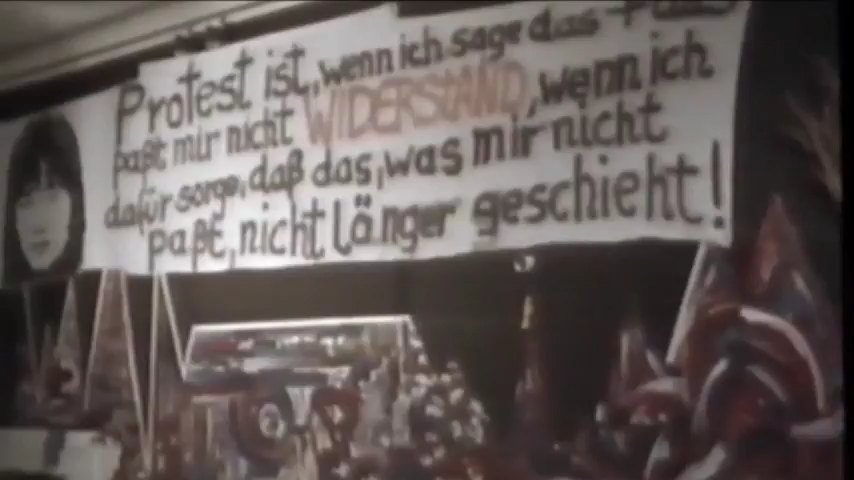 Protest ist, wenn ich sage das + das
paßt mir nicht WIDERSTAND, wenn ich
dafür sorge, daß das, was mir nicht
paßt, nicht länger geschieht!